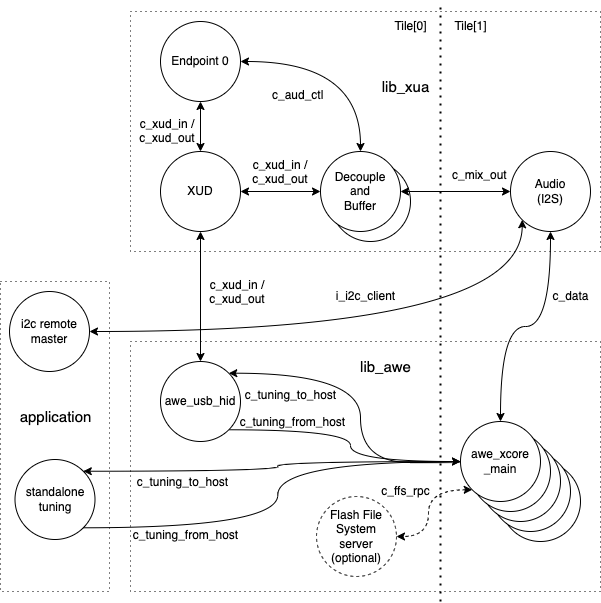 Tile[0]
Tile[1]
Endpoint 0
c_aud_ctl
lib_xua
c_xud_in /
c_xud_out
c_xud_in /
c_xud_out
XUD
Decouple
and
Buffer
c_mix_out
Audio
(I2S)
c_xud_in /
c_xud_out
i_i2c_client
c_data
i2c remote
master
lib_awe
awe_usb_hid
c_tuning_to_host
c_tuning_from_host
application
awe_xcore
_main
c_tuning_to_host
standalone
tuning
c_ffs_rpc
Flash File
System
server
(optional)
c_tuning_from_host